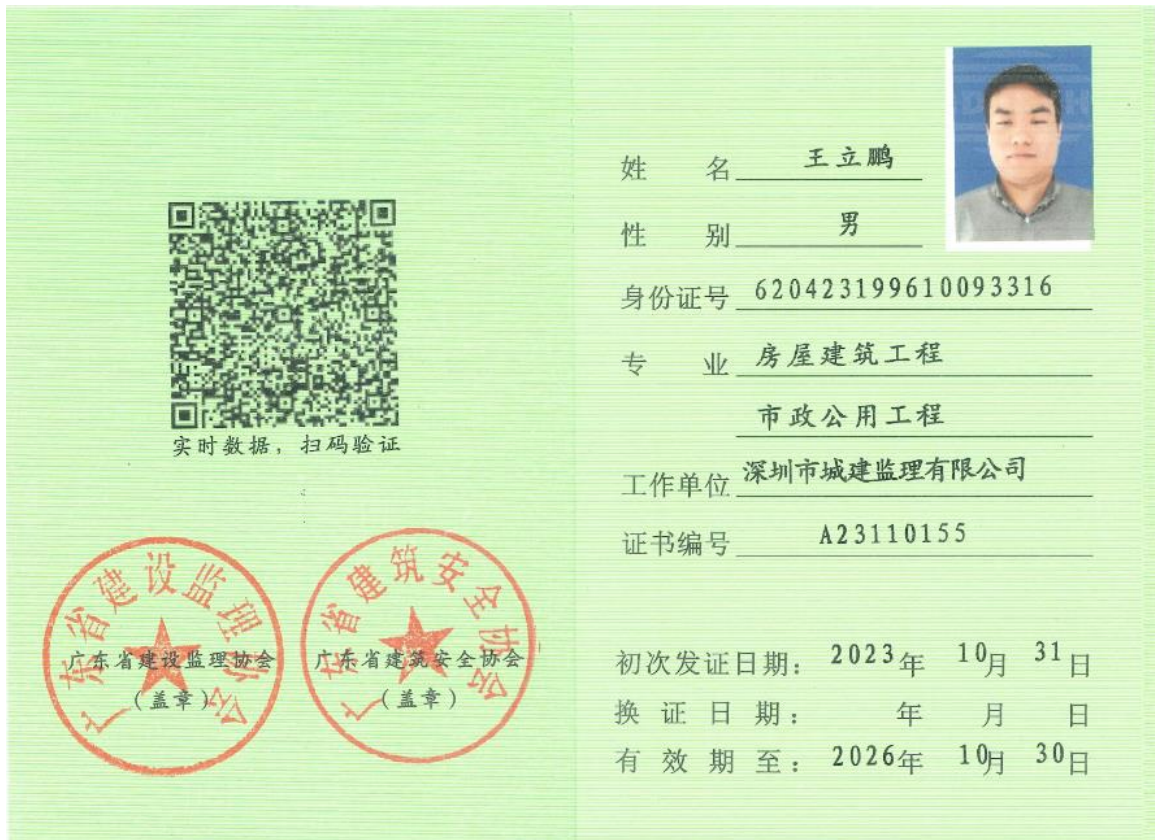 实时数据，扫码验证
广东省建设监理协会
广东省建设监理协会
（盖章）
广东省建筑安全协会
广东省建筑安全协会
（盖章）
姓 名 王立鹏
性 别 男
身份证号 620423199610093316
专 业 房屋建筑工程
市政公用工程
工作单位 深圳市城建监理有限公司
证书编号 A23110155
初次发证日期： 2023年 10月 31日
换 证 日 期： 年 月 日
有 效 期 至： 2026年 10月 30日